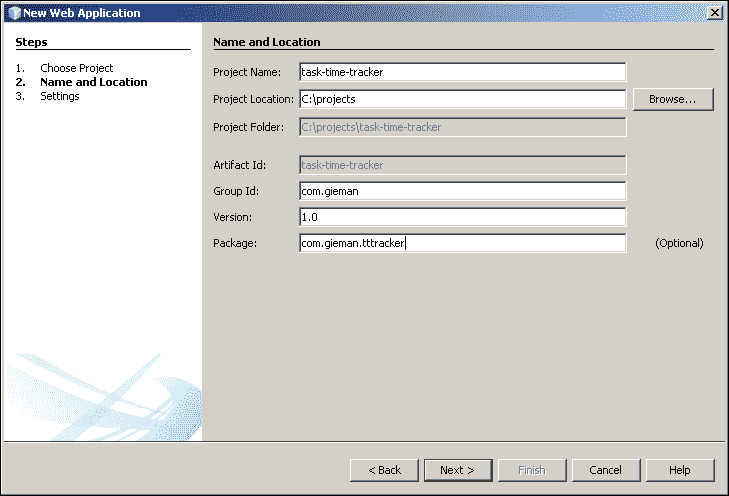 New Web Application
Steps
1. Choose Project
2. Name and Location
3. Settings
Name and Location
Project Name: task-time-tracker
Project Location: C:\projects Browse...
Project Folder: C:\projects\task-time-tracker
Artifact Id: task-time-tracker
Group Id: com.gieman
Version: 1.0
Package: com.gieman.tttracker (Optional)
< Back Next > Finish Cancel Help